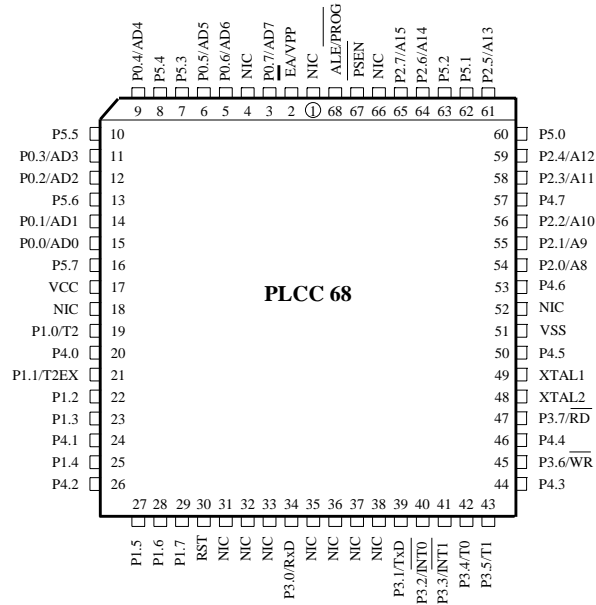 P0.4/AD4
P5.4
P5.3
P0.5/AD5
P0.6/AD6
NIC
P0.7/AD7
EA/VPP
NIC
ALE/PROG
PSEN
NIC
P2.7/A15
P2.6/A14
P5.2
P5.1
P2.5/A13
9 8 7 6 5 4 3 2 1 68 67 66 65 64 63 62 61
P5.5 10
P0.3/AD3 11
P0.2/AD2 12
P5.6 13
P0.1/AD1 14
P0.0/AD0 15
P5.7 16
VCC 17
NIC 18
P1.0/T2 19
P4.0 20
P1.1/T2EX 21
P1.2 22
P1.3 23
P4.1 24
P1.4 25
P4.2 26
PLCC 68
60 P5.0
59 P2.4/A12
58 P2.3/A11
57 P4.7
56 P2.2/A10
55 P2.1/A9
54 P2.0/A8
53 P4.6
52 NIC
51 VSS
50 P4.5
49 XTAL1
48 XTAL2
47 P3.7/RD
46 P4.4
45 P3.6/WR
44 P4.3
27 28 29 30 31 32 33 34 35 36 37 38 39 40 41 42 43
P1.5
P1.6
P1.7
RST
NIC
NIC
NIC
P3.0/RxD
NIC
NIC
NIC
NIC
P3.1/TxD
P3.2/INT0
P3.3/INT1
P3.4/T0
P3.5/T1